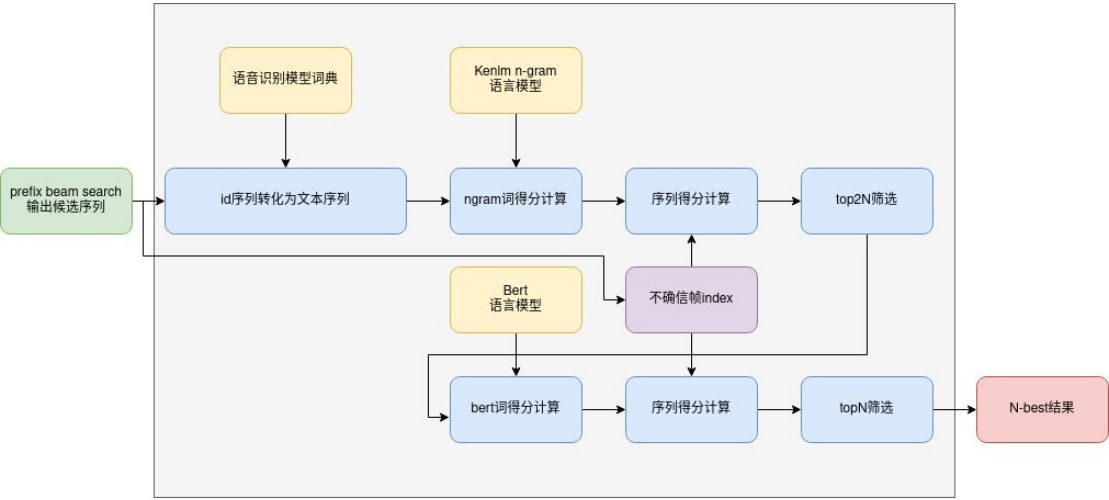 语音识别模型词典
Kenlm n-gram
语言模型
prefix beam search
输出候选序列
id序列转化为文本序列
ngram词得分计算
序列得分计算
top2N筛选
Bert
语言模型
不确信帧index
bert词得分计算
序列得分计算
topN筛选
N-best结果